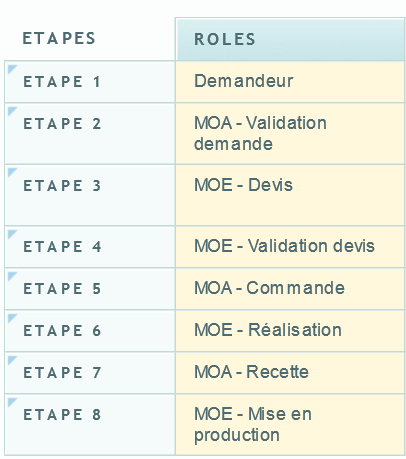 ETAPES ROLES
ETAPE 1 Demandeur
ETAPE 2 MOA - Validation
demande
ETAPE 3 MOE - Devis
ETAPE 4 MOE - Validation devis
ETAPE 5 MOA - Commande
ETAPE 6 MOE - Réalisation
ETAPE 7 MOA - Recette
ETAPE 8 MOE - Mise en
production